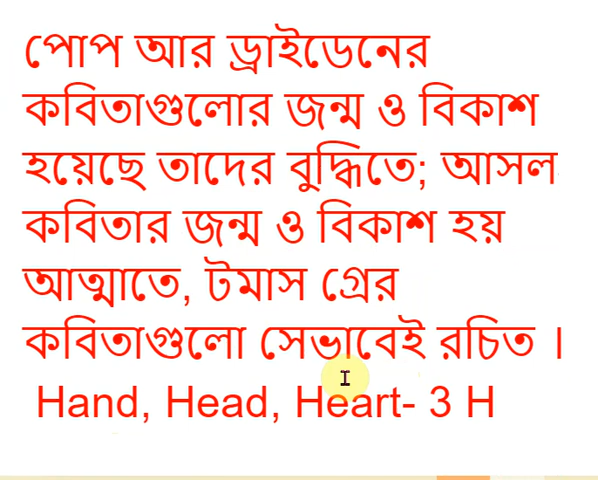 পোপ আর ড্রাইডেনের
কবিতাগুলোর জন্ম ও বিকাশ
হয়েছে তাদের বুদ্ধিতে; আসল
কবিতার জন্ম ও বিকাশ হয়
আত্মাতে, টমাস গ্রের
কবিতাগুলো সেভাবেই রচিত ।
Hand, Head, Heart- 3 H